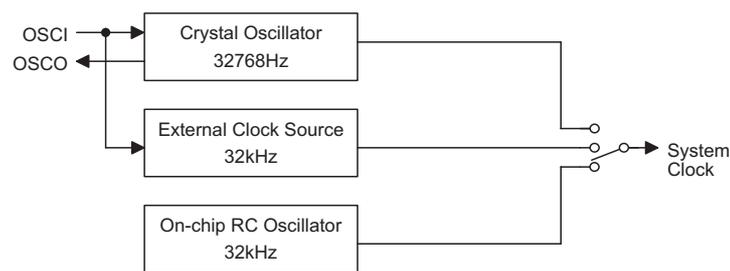 OSCI
OSCO
Crystal Oscillator
32768Hz
External Clock Source
32kHz
On-chip RC Oscillator
32kHz
System
Clock